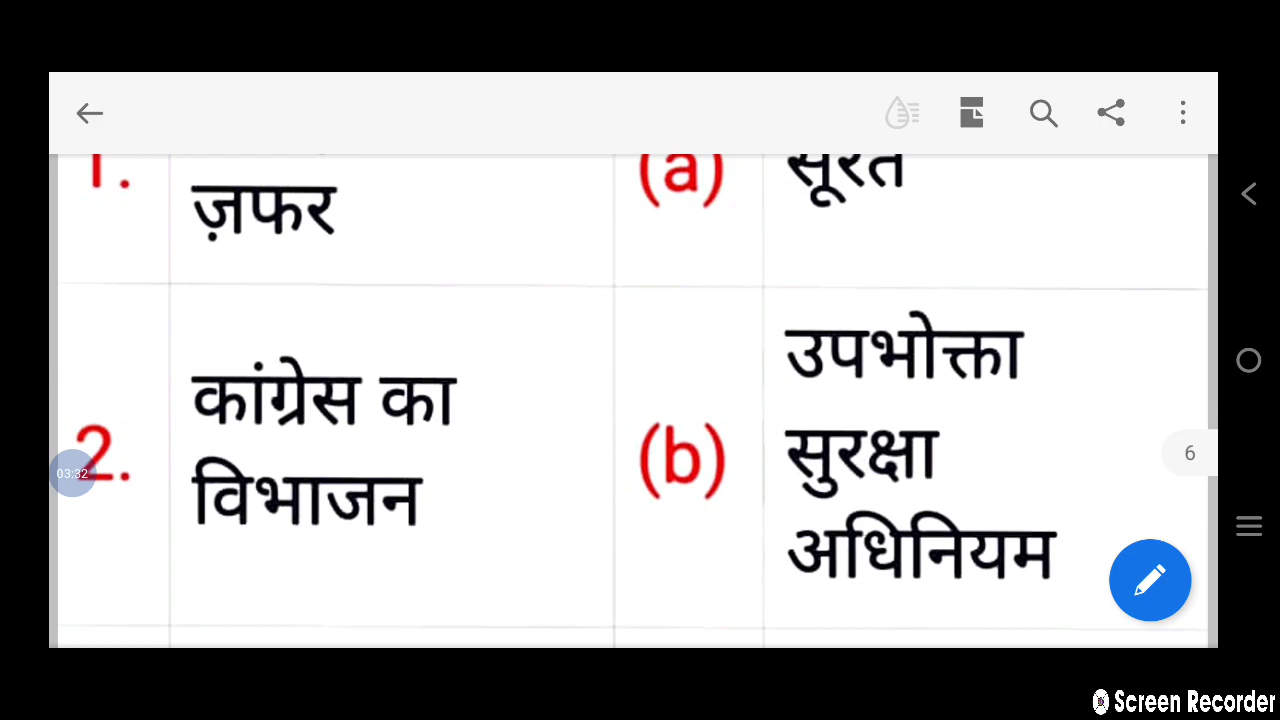 1. (a) सूरत
ज़फर
2. कांग्रेस का
विभाजन
(b) उपभोक्ता
सुरक्षा
अधिनियम
6
03:32
Screen Recorder